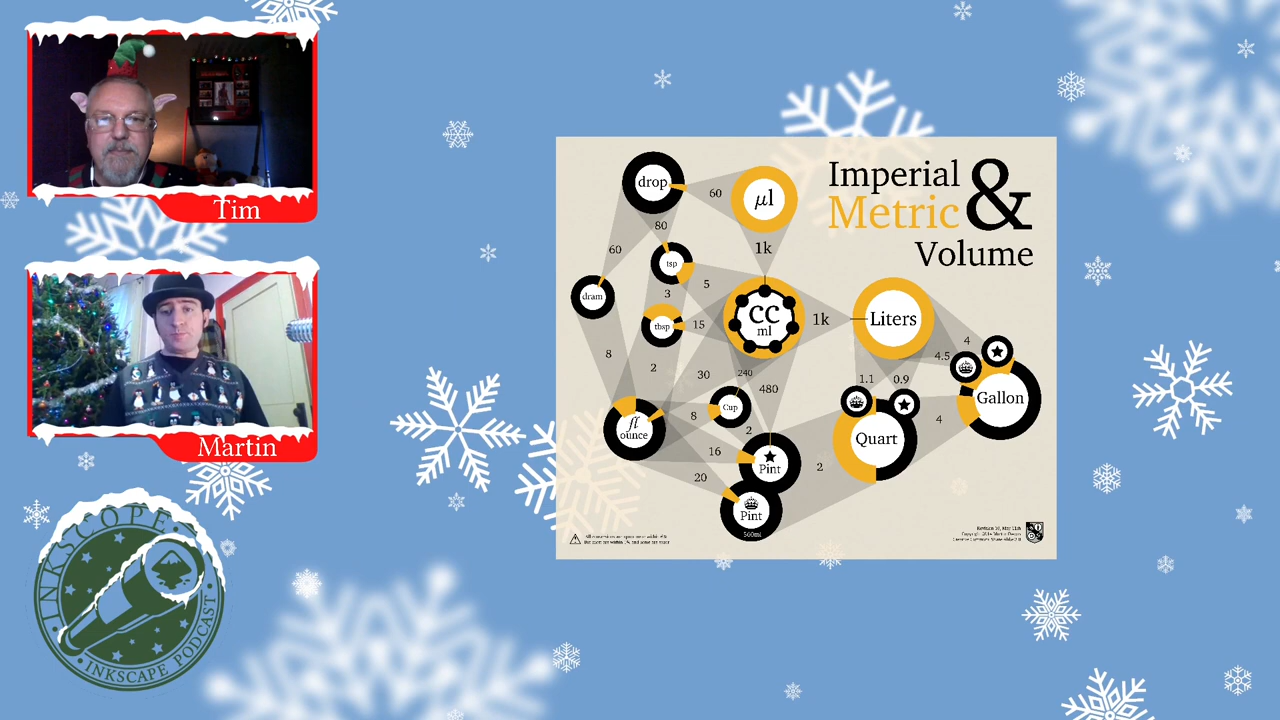 Tim
Martin
INKSCOPE
INKSCAPE PODCAST
Imperial
&
Metric
Volume
drop
60
μl
80
60
1k
tsp
5
dram
3
cc
ml
1k
Liters
tbsp
15
4
4.5
8
2
30
240
480
1.1
0.9
Gallon
fl
ounce
8
Cup
2
4
Quart
16
Pint
2
20
Pint
560ml